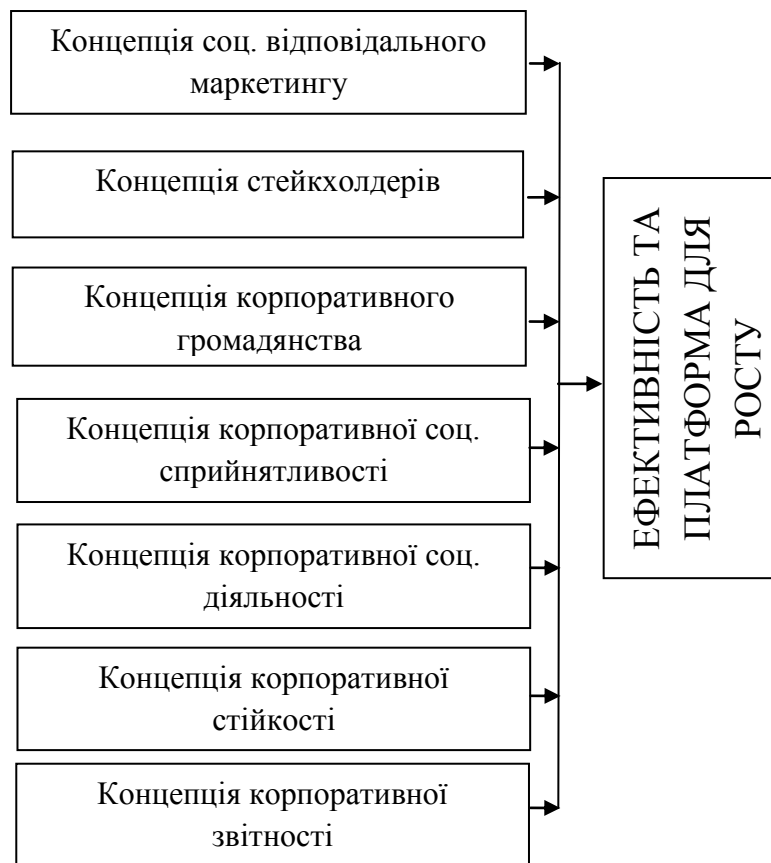 Концепція соц. відповідального
маркетингу
Концепція стейкхолдерів
Концепція корпоративного
громадянства
Концепція корпоративної соц.
сприйнятливості
Концепція корпоративної соц.
діяльності
Концепція корпоративної
стійкості
Концепція корпоративної
звітності
ЕФЕКТИВНІСТЬ ТА
ПЛАТФОРМА ДЛЯ
РОСТУ